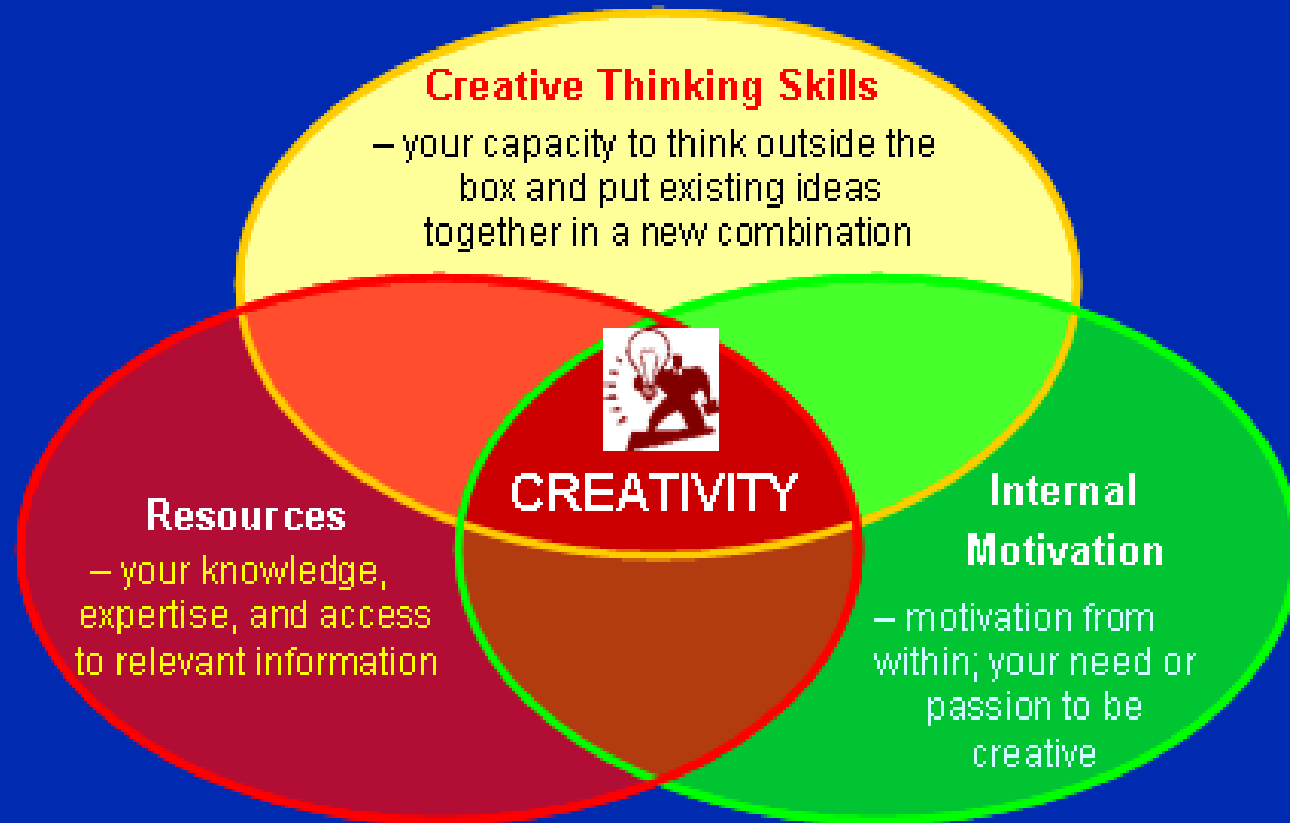 Creative Thinking Skills
– your capacity to think outside the
box and put existing ideas
together in a new combination
CREATIVITY
Resources
– your knowledge,
expertise, and access
to relevant information
Internal
Motivation
– motivation from
within; your need or
passion to be
creative